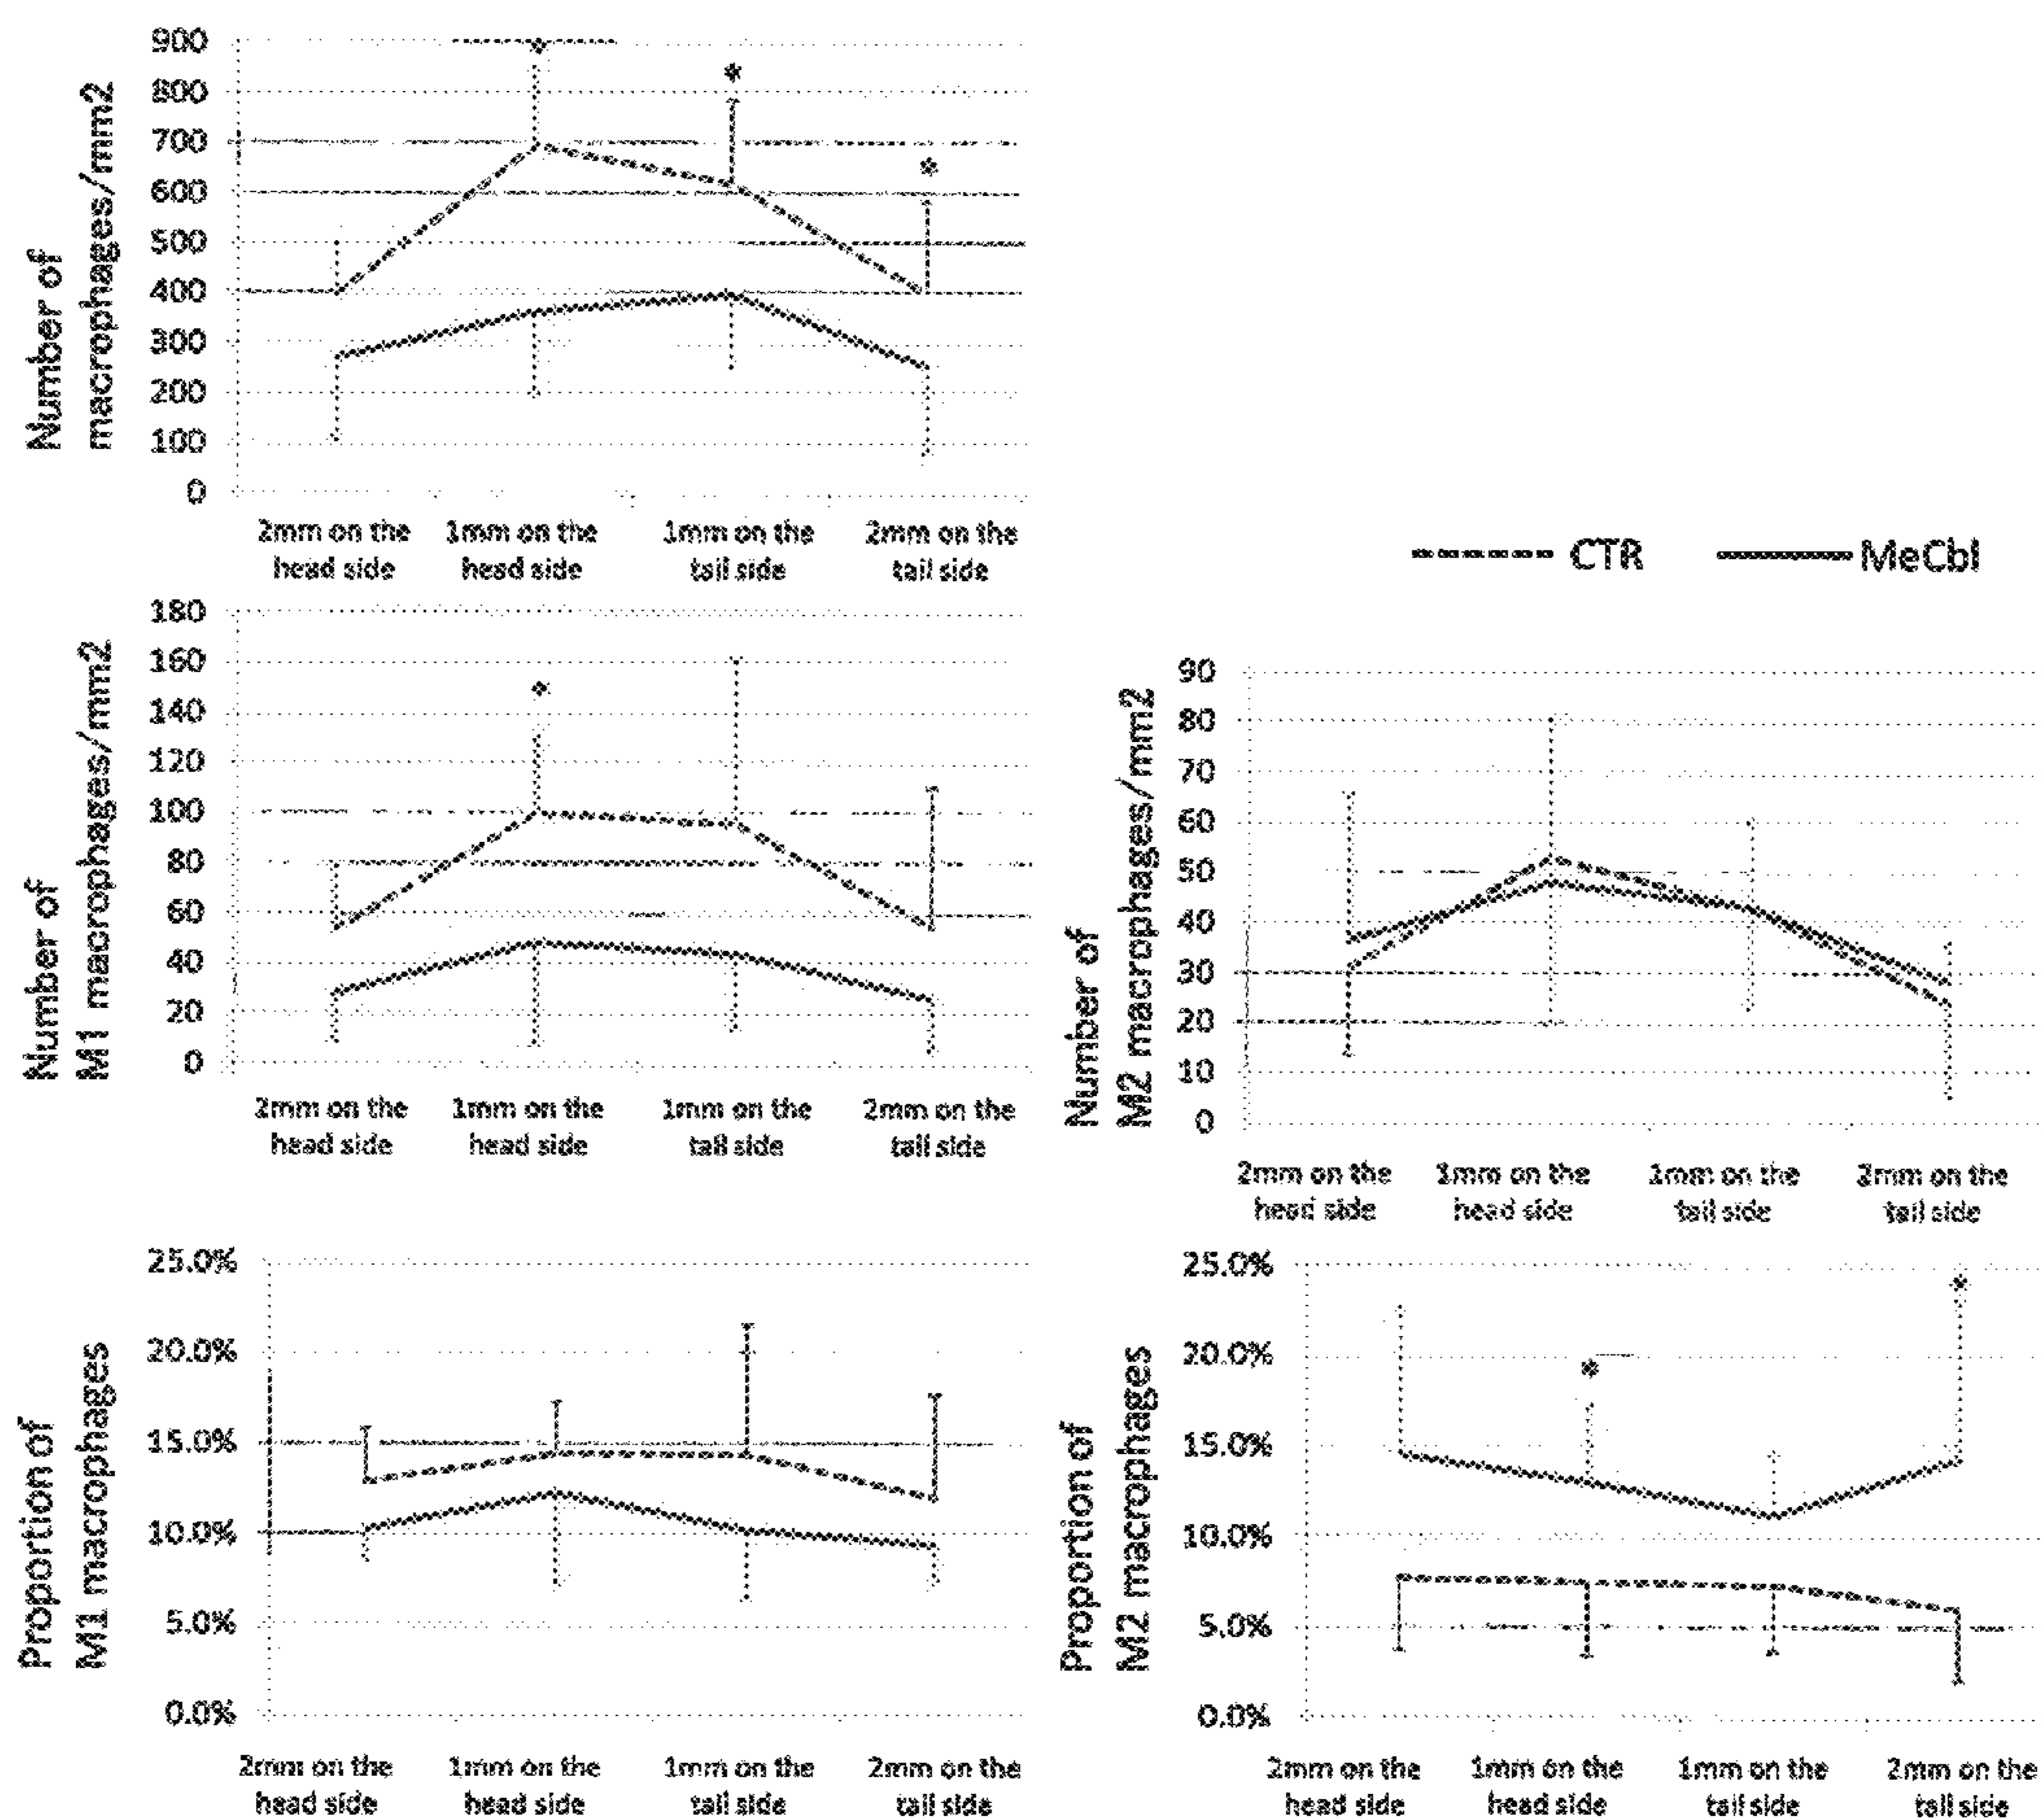 Number of
macrophages/mm2
900
800
700
600
500
400
300
200
100
0
*
*
*
2mm on the
head side
1mm on the
head side
1mm on the
tail side
2mm on the
tail side
CTR
MeCbl
Number of
M1 macrophages/mm2
180
160
140
120
100
80
60
40
20
0
*
2mm on the
head side
1mm on the
head side
1mm on the
tail side
2mm on the
tail side
Number of
M2 macrophages/mm2
90
80
70
60
50
40
30
20
10
0
2mm on the
head side
1mm on the
head side
1mm on the
tail side
2mm on the
tail side
Proportion of
M1 macrophages
25.0%
20.0%
15.0%
10.0%
5.0%
0.0%
2mm on the
head side
1mm on the
head side
1mm on the
tail side
2mm on the
tail side
Proportion of
M2 macrophages
25.0%
20.0%
15.0%
10.0%
5.0%
0.0%
*
*
2mm on the
head side
1mm on the
head side
1mm on the
tail side
2mm on the
tail side